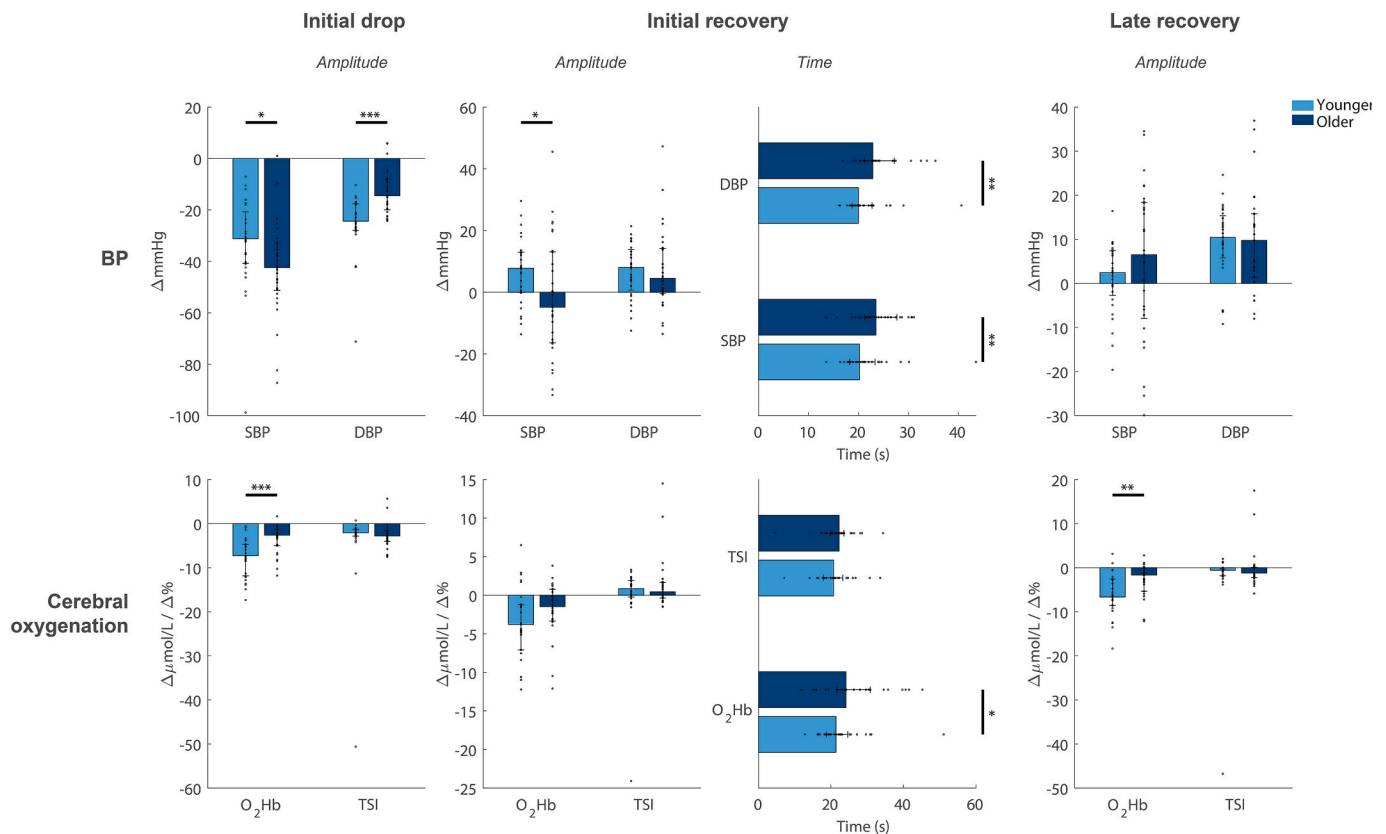 Initial drop
Initial recovery
Late recovery
Amplitude
Amplitude
Time
Amplitude
Younger
Older
BP
ΔmmHg
20
0
-20
-40
-60
-80
-100
*
***
SBP
DBP
ΔmmHg
60
40
20
0
-20
-40
*
SBP
DBP
DBP
SBP
**
**
0
10
20
30
40
Time (s)
ΔmmHg
40
30
20
10
0
-10
-20
-30
SBP
DBP
Cerebral
oxygenation
Δμmol/L / Δ%
10
0
-10
-20
-30
-40
-50
-60
***
O₂Hb
TSI
Δμmol/L / Δ%
15
10
5
0
-5
-10
-15
-20
-25
O₂Hb
TSI
TSI
O₂Hb
*
0
20
40
60
Time (s)
Δμmol/L / Δ%
20
10
0
-10
-20
-30
-40
-50
**
O₂Hb
TSI